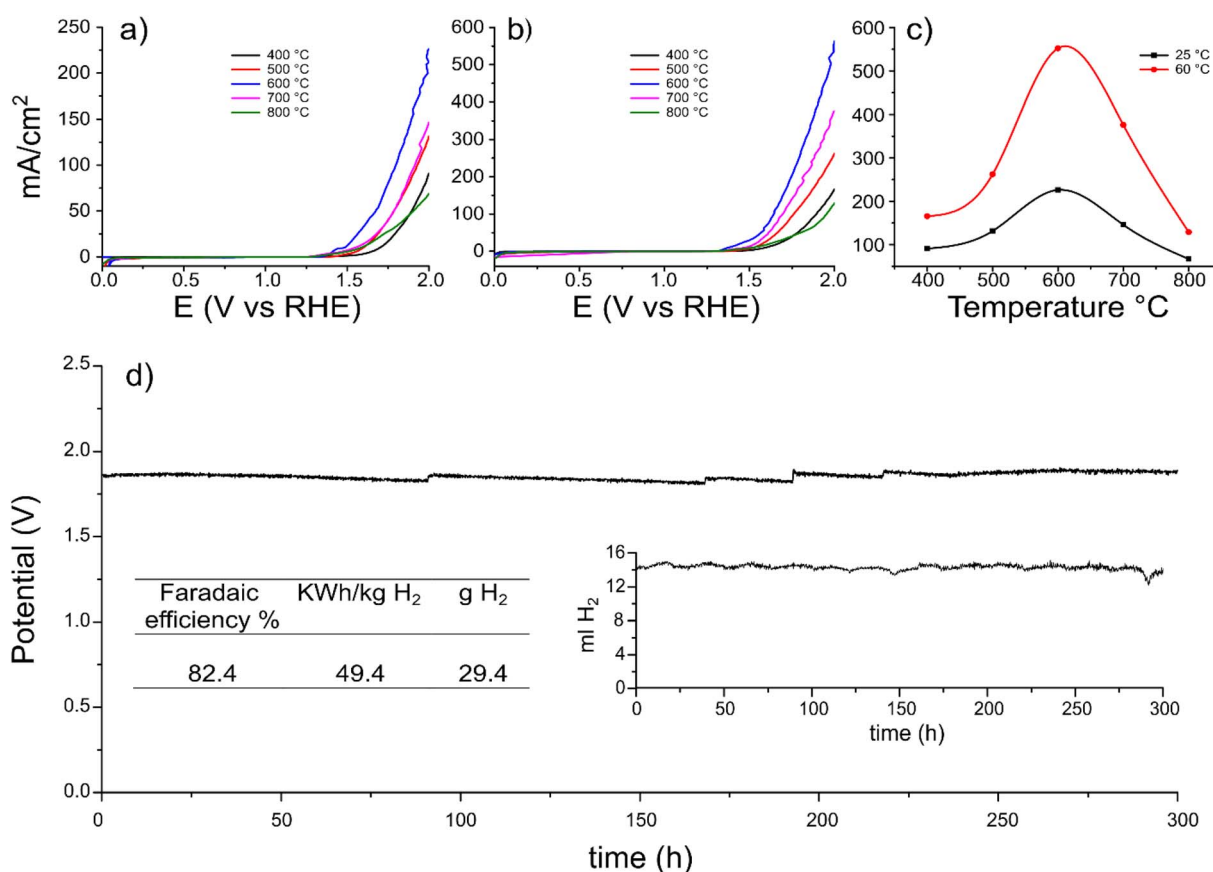 a)
250
225
200
175
150
125
100
75
50
25
0
mA/cm²
400 °C
500 °C
600 °C
700 °C
800 °C
0.0 0.5 1.0 1.5 2.0
E (V vs RHE)
b)
600
500
400
300
200
100
0
400 °C
500 °C
600 °C
700 °C
800 °C
0.0 0.5 1.0 1.5 2.0
E (V vs RHE)
c)
600
500
400
300
200
100
25 °C
60 °C
400 500 600 700 800
Temperature °C
d)
2.5
2.0
1.5
1.0
0.5
0.0
Potential (V)
Faradaic efficiency % KWh/kg H₂ g H₂
82.4 49.4 29.4
16
12
8
4
0
ml H₂
0 50 100 150 200 250 300
time (h)
0 50 100 150 200 250 300
time (h)